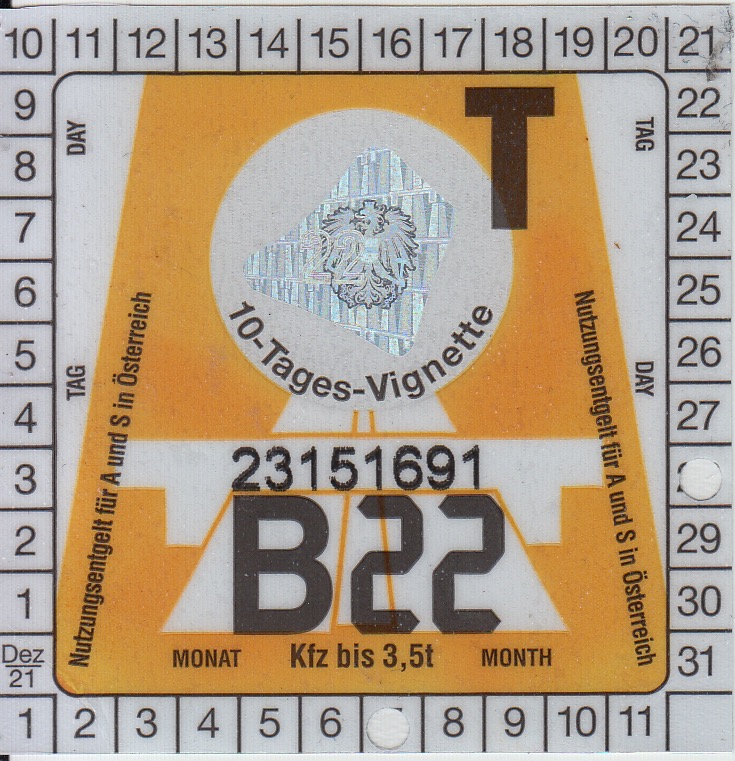 10 11 12 13 14 15 16 17 18 19 20 21
9 8 7 6 5 4 3 2 1
Dez
21
22 23 24 25 26 27 29 30 31
1 2 3 4 5 6 8 9 10 11
DAY
TAG
TAG
DAY
T
10-Tages-Vignette
Nutzungsentgelt für A und S in Österreich
Nutzungsentgelt für A und S in Österreich
23151691
B22
MONAT Kfz bis 3,5t MONTH